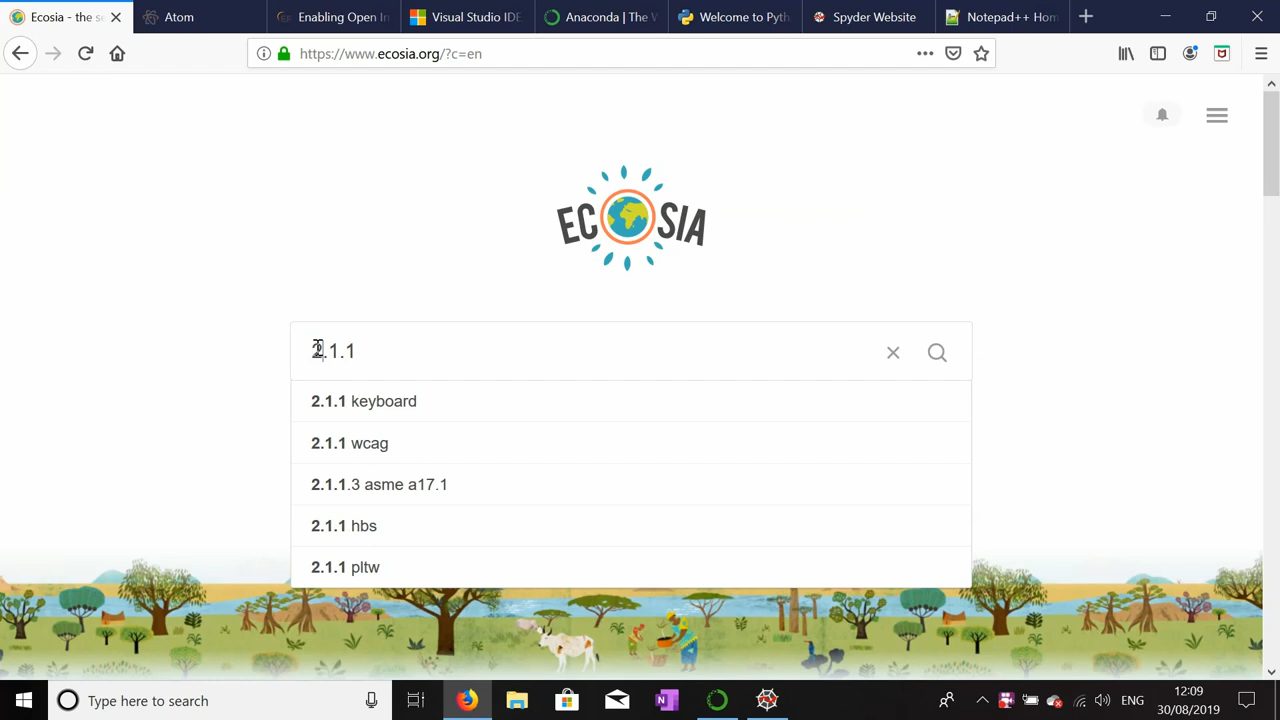 Ecosia - the s
Atom
Enabling Open In
Visual Studio IDE,
Anaconda | The W
Welcome to Pyth
Spyder Website
Notepad++ Hom
https://www.ecosia.org/?c=en
ECOSIA
2.1.1
2.1.1 keyboard
2.1.1 wcag
2.1.1.3 asme a17.1
2.1.1 hbs
2.1.1 pltw
Type here to search
ENG
12:09
30/08/2019